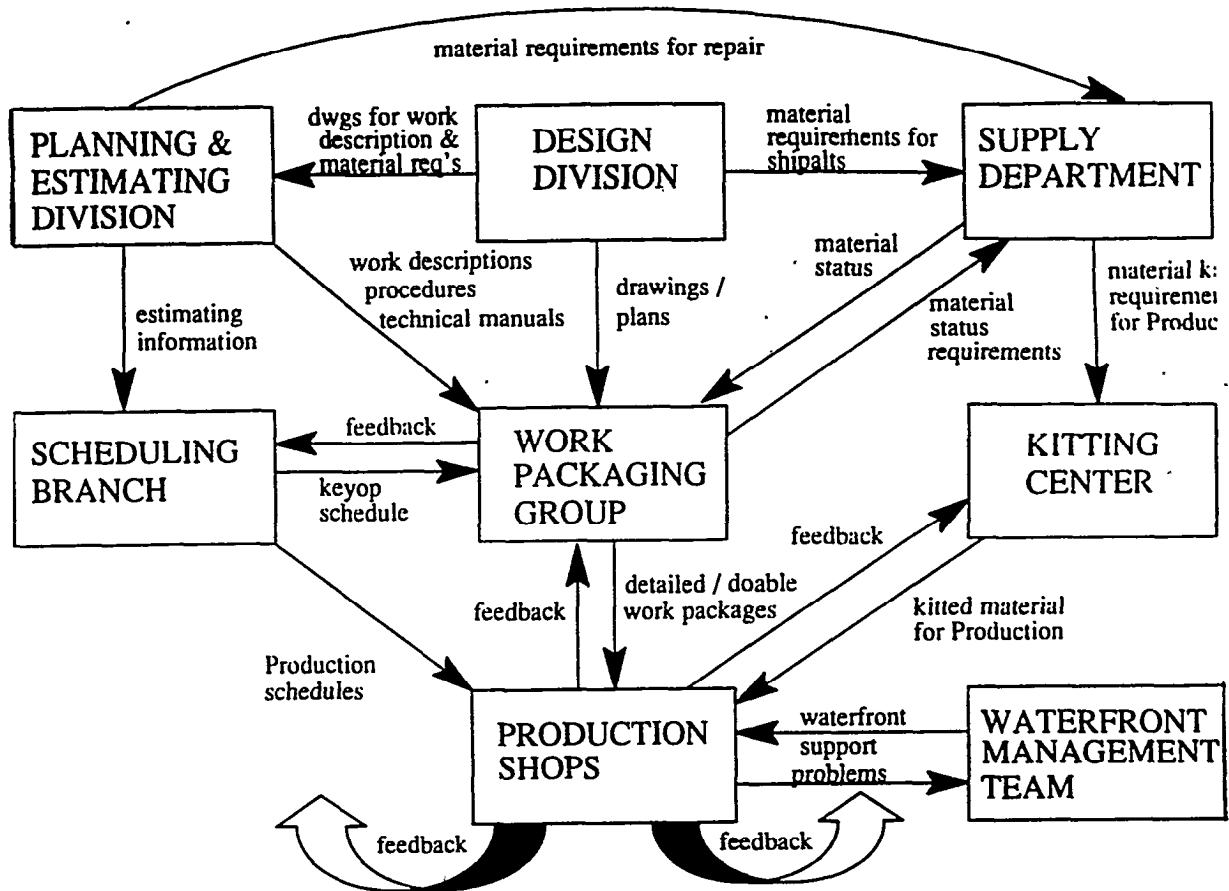 material requirements for repair
PLANNING &
ESTIMATING
DIVISION
dwgs for work
description &
material req's
DESIGN
DIVISION
material
requirements for
shipalts
SUPPLY
DEPARTMENT
estimating
information
work descriptions
procedures
technical manuals
drawings /
plans
material
status
material
status
requirements
material
for
SCHEDULING
BRANCH
feedback
keyop
schedule
WORK
PACKAGING
GROUP
KITTING
CENTER
Production
schedules
feedback
detailed / doable
work packages
feedback
kitted material
for Production
PRODUCTION
SHOPS
waterfront
support
problems
WATERFRONT
MANAGEMENT
TEAM
feedback
feedback